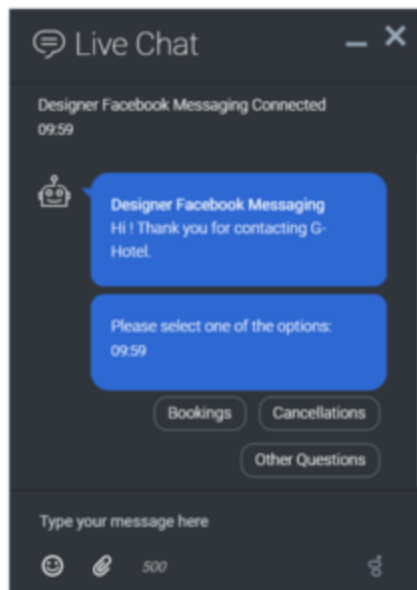 Live Chat
Designer Facebook Messaging Connected
09:59
Designer Facebook Messaging
Hi ! Thank you for contacting G-
Hotel.
Please select one of the options:
09:59
Bookings
Cancellations
Other Questions
Type your message here
500